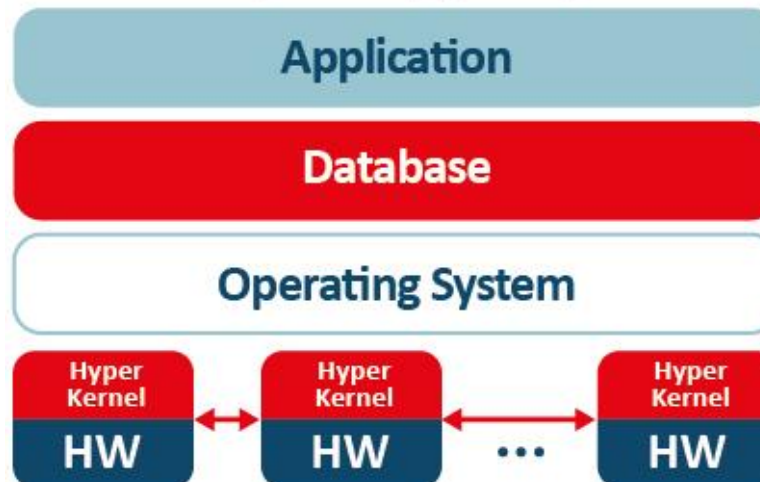 Application
Database
Operating System
Hyper Kernel
Hyper Kernel
Hyper Kernel
HW
HW
...
HW